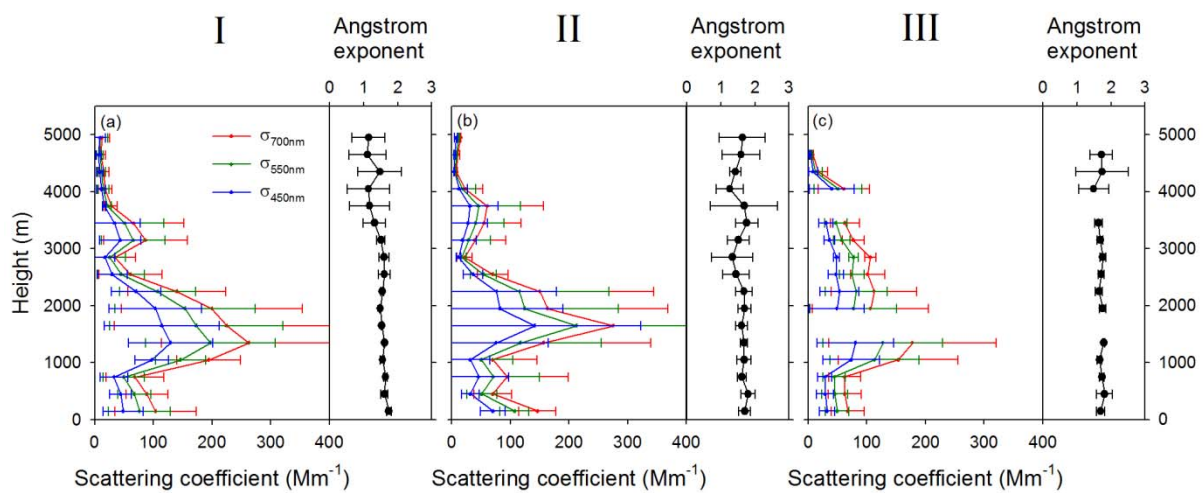 I
Angstrom
exponent
0 1 2 3
II
Angstrom
exponent
0 1 2 3
III
Angstrom
exponent
0 1 2 3
(a)
σ700nm
σ550nm
σ450nm
(b)
(c)
5000
4000
3000
2000
1000
0
Height (m)
5000
4000
3000
2000
1000
0
0 100 200 300 400
Scattering coefficient (Mm-1)
0 100 200 300 400
Scattering coefficient (Mm-1)
0 100 200 300 400
Scattering coefficient (Mm-1)